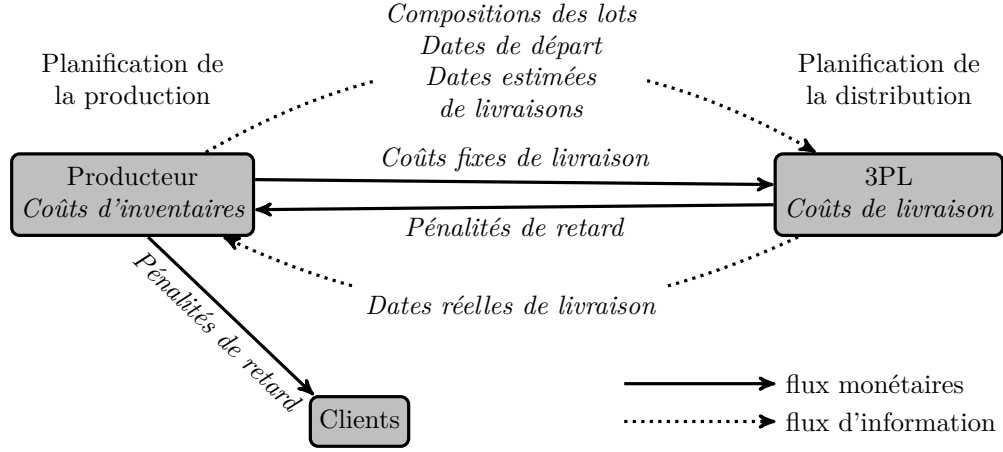 Compositions des lots
Dates de départ
Dates estimées
de livraisons
Planification de
la production
Planification de
la distribution
Coûts fixes de livraison
Producteur
Coûts d'inventaires
3PL
Coûts de livraison
Pénalités de retard
Dates réelles de livraison
Pénalités de retard
Clients
flux monétaires
flux d'information